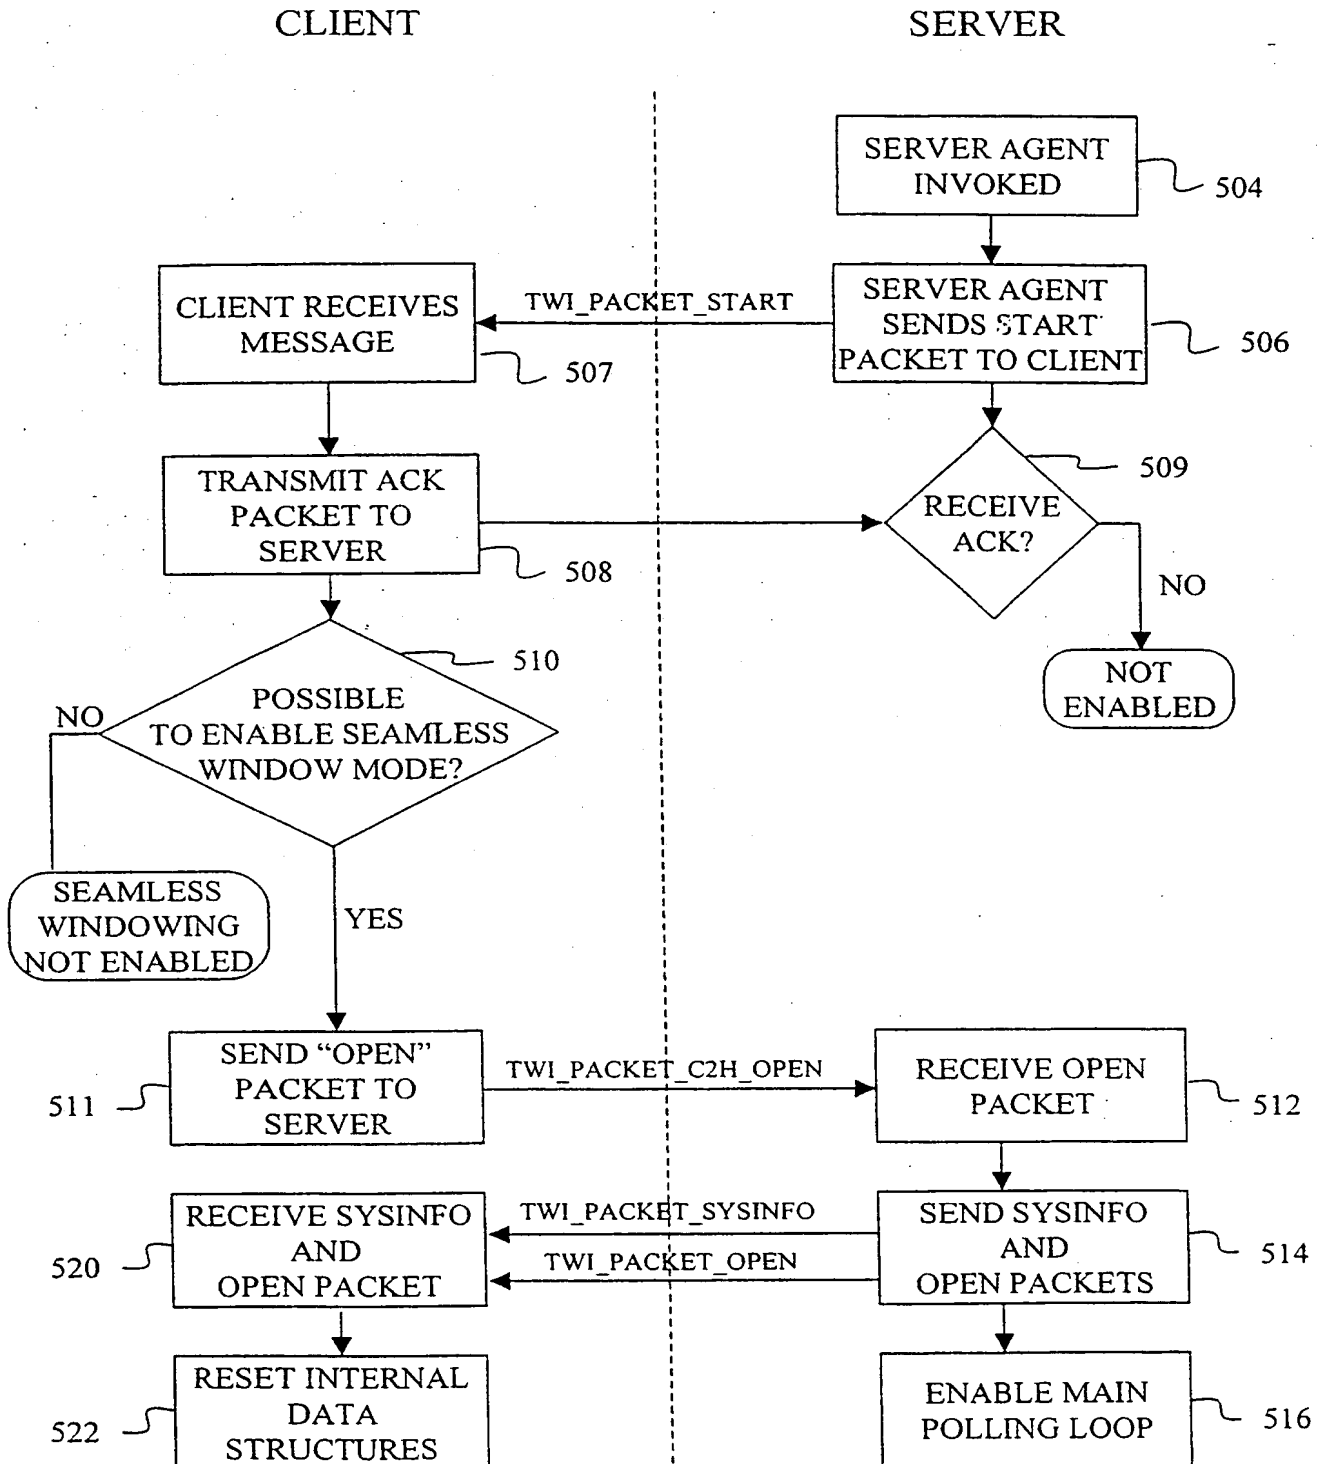 CLIENT
SERVER
SERVER AGENT
INVOKED
504
CLIENT RECEIVES
MESSAGE
507
TWI_PACKET_START
SERVER AGENT
SENDS START
PACKET TO CLIENT
506
TRANSMIT ACK
PACKET TO
SERVER
508
RECEIVE
ACK?
509
NO
NOT
ENABLED
510
POSSIBLE
TO ENABLE SEAMLESS
WINDOW MODE?
NO
SEAMLESS
WINDOWING
NOT ENABLED
YES
SEND “OPEN”
PACKET TO
SERVER
511
TWI_PACKET_C2H_OPEN
RECEIVE OPEN
PACKET
512
RECEIVE SYSINFO
AND
OPEN PACKET
520
TWI_PACKET_SYSINFO
TWI_PACKET_OPEN
SEND SYSINFO
AND
OPEN PACKETS
514
RESET INTERNAL
DATA
STRUCTURES
522
ENABLE MAIN
POLLING LOOP
516